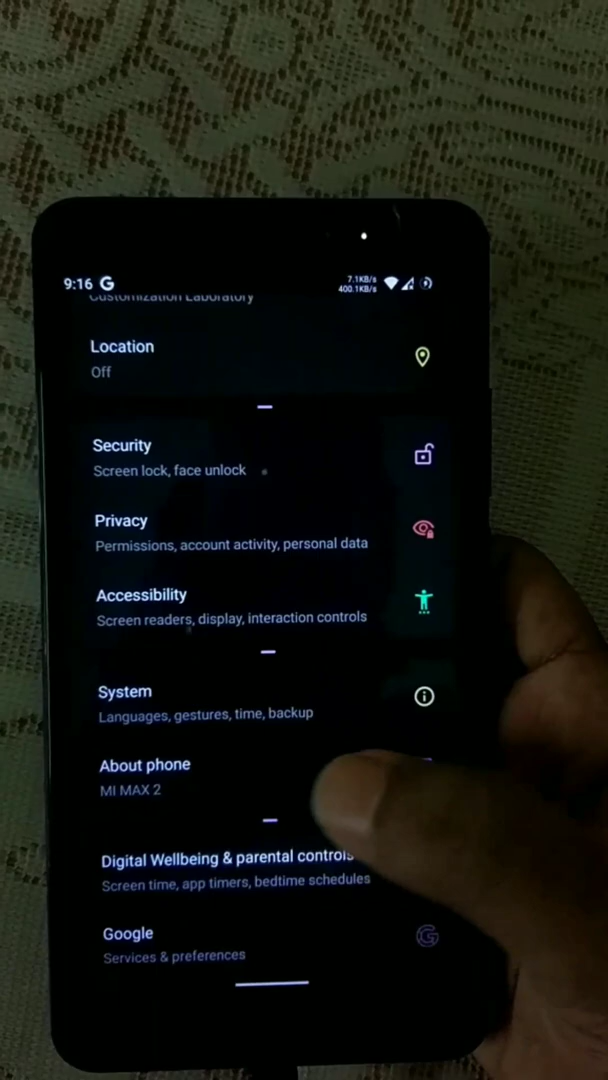 9:16 G
7.1KB/s
400.1KB/s
Customization Laboratory
Location
Off
Security
Screen lock, face unlock
Privacy
Permissions, account activity, personal data
Accessibility
Screen readers, display, interaction controls
System
Languages, gestures, time, backup
About phone
MI MAX 2
Digital Wellbeing & parental controls
Screen time, app timers, bedtime schedules
Google
Services & preferences